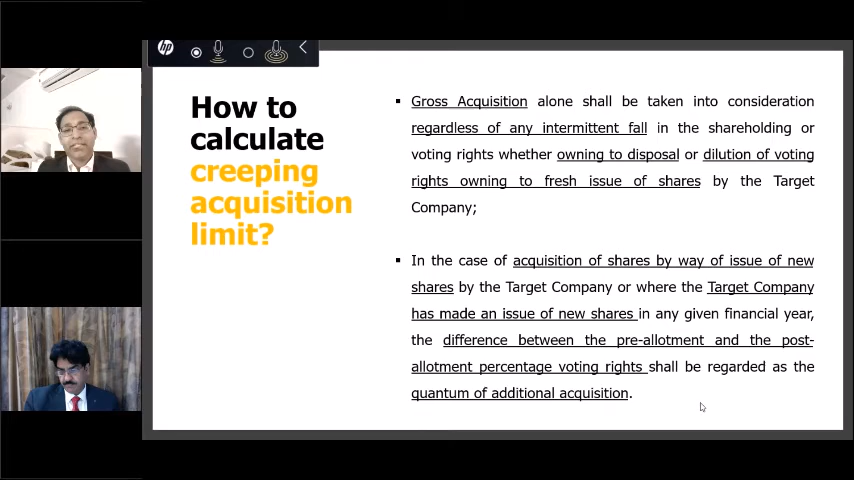 hp
How to
calculate
creeping
acquisition
limit?
▪ Gross Acquisition alone shall be taken into consideration
regardless of any intermittent fall in the shareholding or
voting rights whether owning to disposal or dilution of voting
rights owning to fresh issue of shares by the Target
Company;
▪ In the case of acquisition of shares by way of issue of new
shares by the Target Company or where the Target Company
has made an issue of new shares in any given financial year,
the difference between the pre-allotment and the post-
allotment percentage voting rights shall be regarded as the
quantum of additional acquisition.